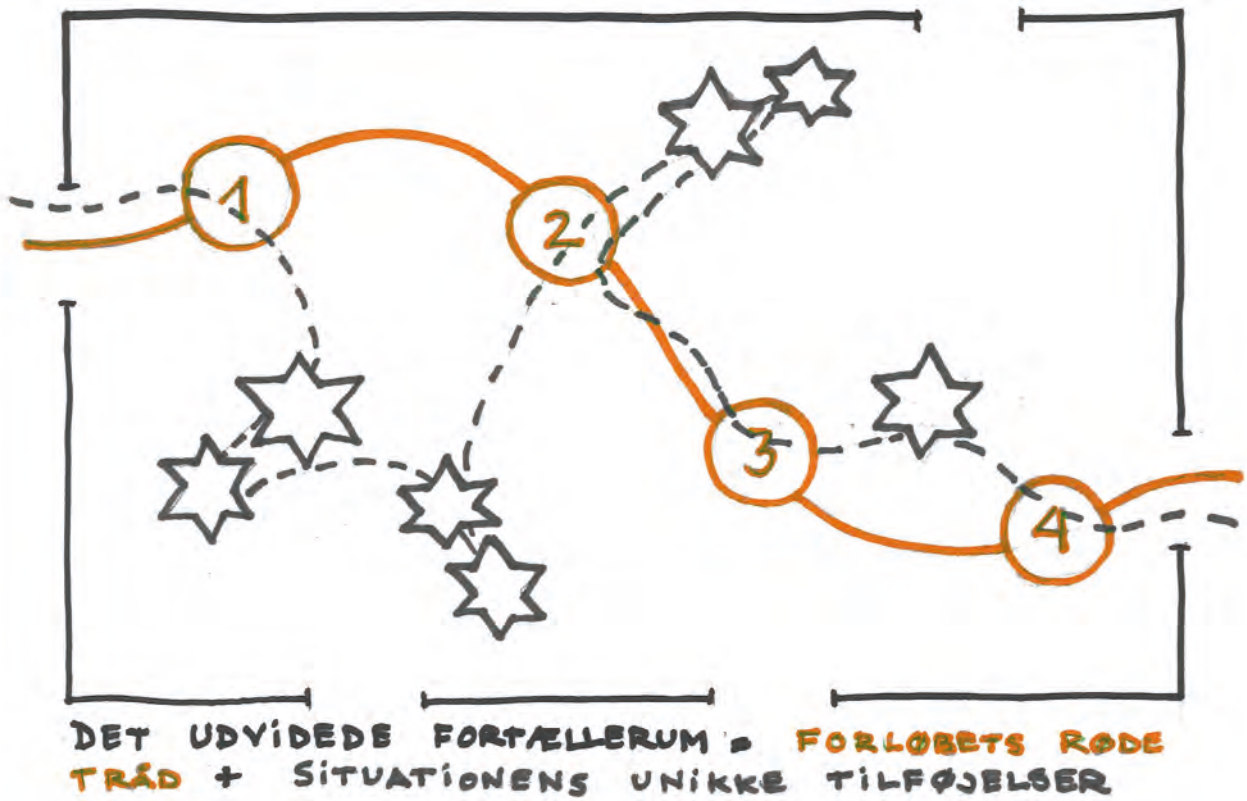 1
2
3
4
DET UDVIDEDE FORTÆLLERUM = FORLØBETS RØDE
TRÅD + SITUATIONENS UNIKKE TILFØJELSER